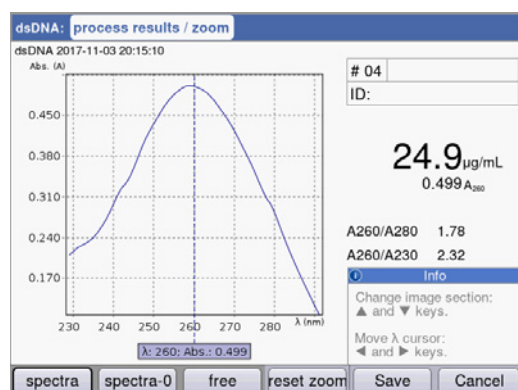 dsDNA: process results / zoom
dsDNA 2017-11-03 20:15:10
Abs. (A)
0.450
0.380
0.310
0.240
0.170
230 240 250 260 270 280 λ (nm)
λ: 260; Abs.: 0.499
# 04
ID:
24.9 µg/mL
0.499 A260
A260/A280 1.78
A260/A230 2.32
Info
Change image section:
▲ and ▼ keys.
Move λ cursor:
◀ and ▶ keys.
spectra spectra-0 free reset zoom Save Cancel